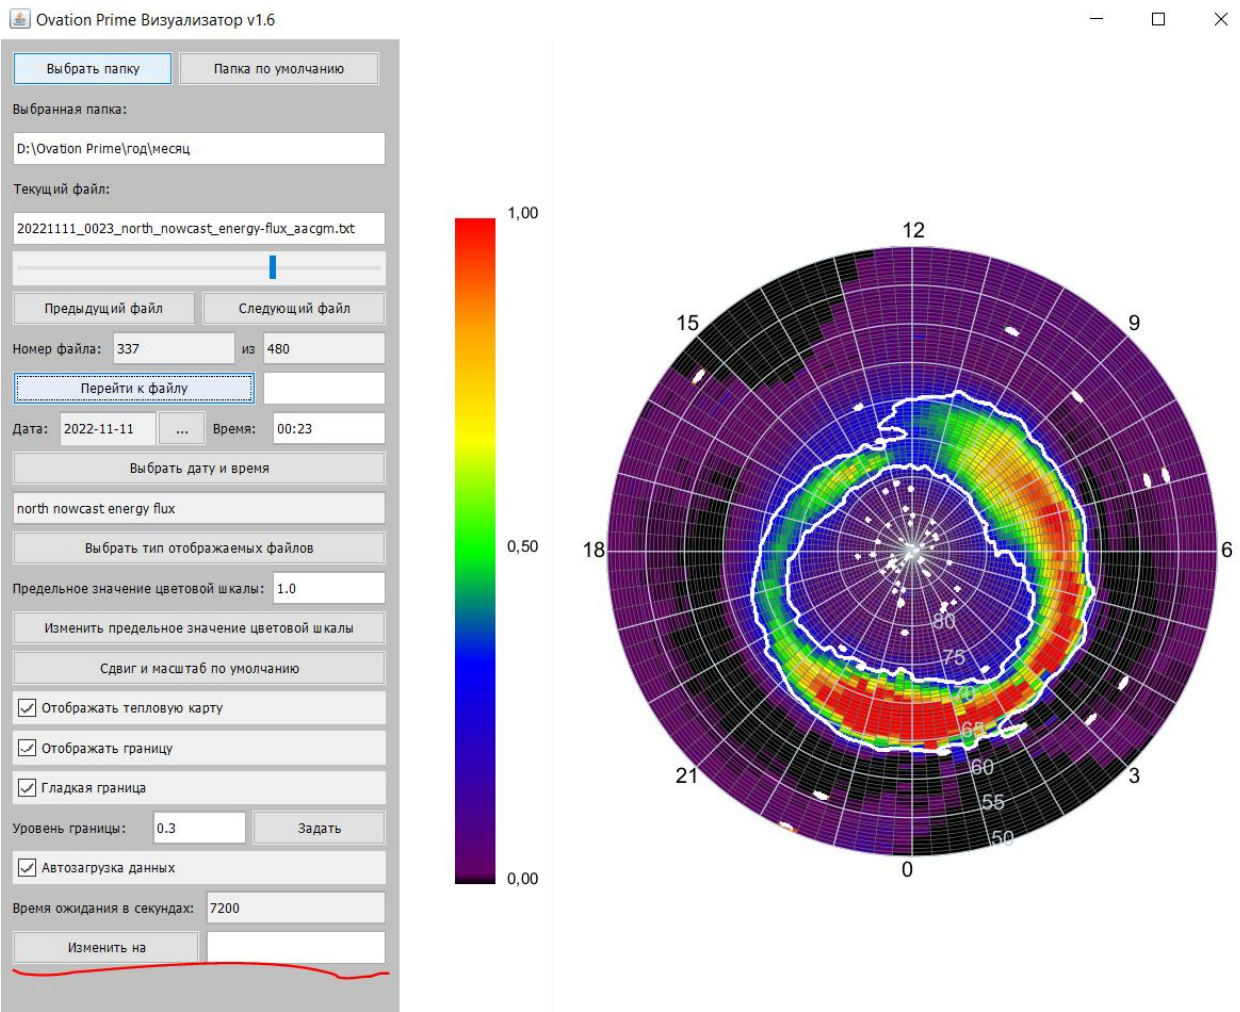 Ovation Prime Визуализатор v1.6
Выбрать папку
Папка по умолчанию
Выбранная папка:
D:\Ovation Prime\год\месяц
Текущий файл:
20221111_0023_north_nowcast_energy-flux_aacgm.txt
Предыдущий файл
Следующий файл
Номер файла: 337 из 480
Перейти к файлу
Дата: 2022-11-11 ... Время: 00:23
Выбрать дату и время
north nowcast energy flux
Выбрать тип отображаемых файлов
Предельное значение цветовой шкалы: 1.0
Изменить предельное значение цветовой шкалы
Сдвиг и масштаб по умолчанию
Отображать тепловую карту
Отображать границу
Гладкая граница
Уровень границы: 0.3 Задать
Автозагрузка данных
Время ожидания в секундах: 7200
Изменить на
1,00
0,50
0,00
12
15
9
18
6
21
3
0
80
75
70
65
60
55
50